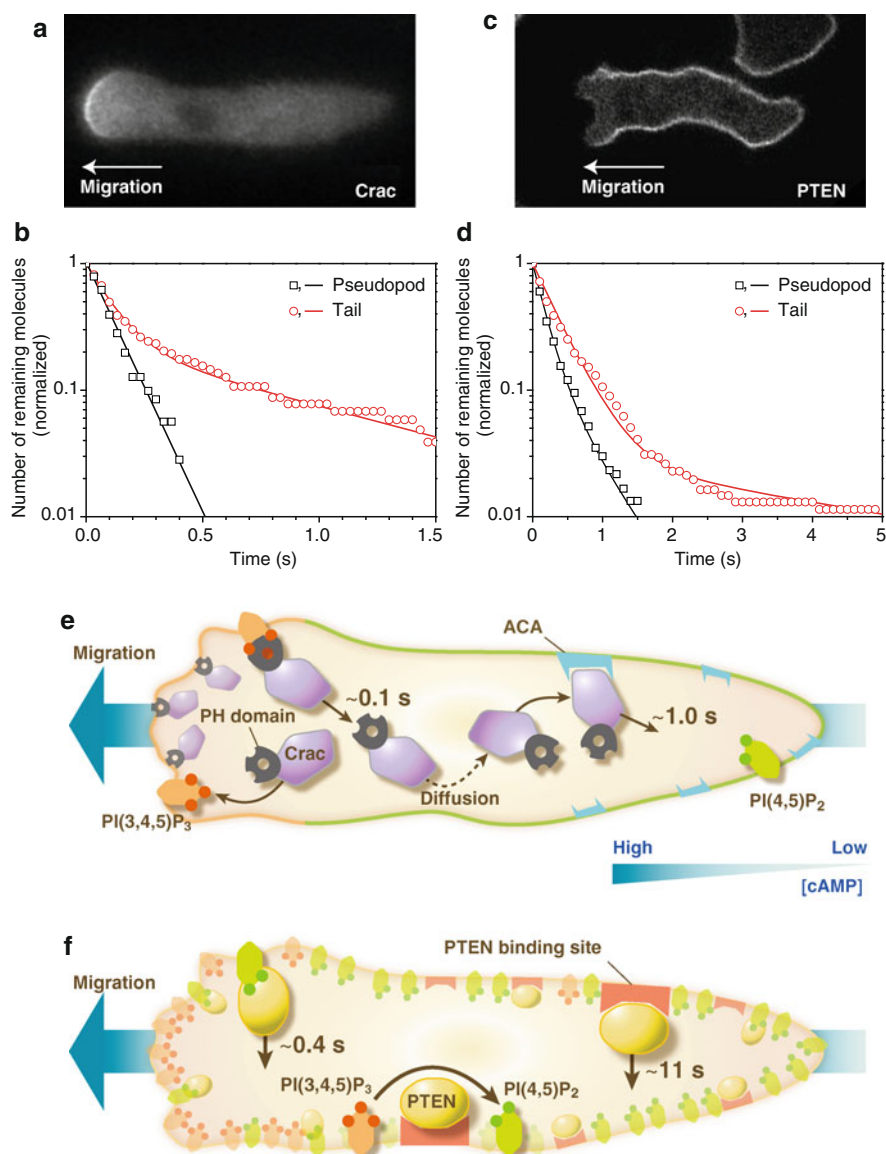 a
Migration
Crac
c
Migration
PTEN
b
Number of remaining molecules
(normalized)
1
0.1
0.01
0.0
0.5
1.0
1.5
Time (s)
□, — Pseudopod
○, — Tail
d
Number of remaining molecules
(normalized)
1
0.1
0.01
0
1
2
3
4
5
Time (s)
□, — Pseudopod
○, — Tail
e
Migration
ACA
~0.1 s
~1.0 s
PH domain
Crac
Diffusion
PI(3,4,5)P3
PI(4,5)P2
High
Low
[cAMP]
f
Migration
PTEN binding site
~0.4 s
~11 s
PI(3,4,5)P3
PI(4,5)P2
PTEN